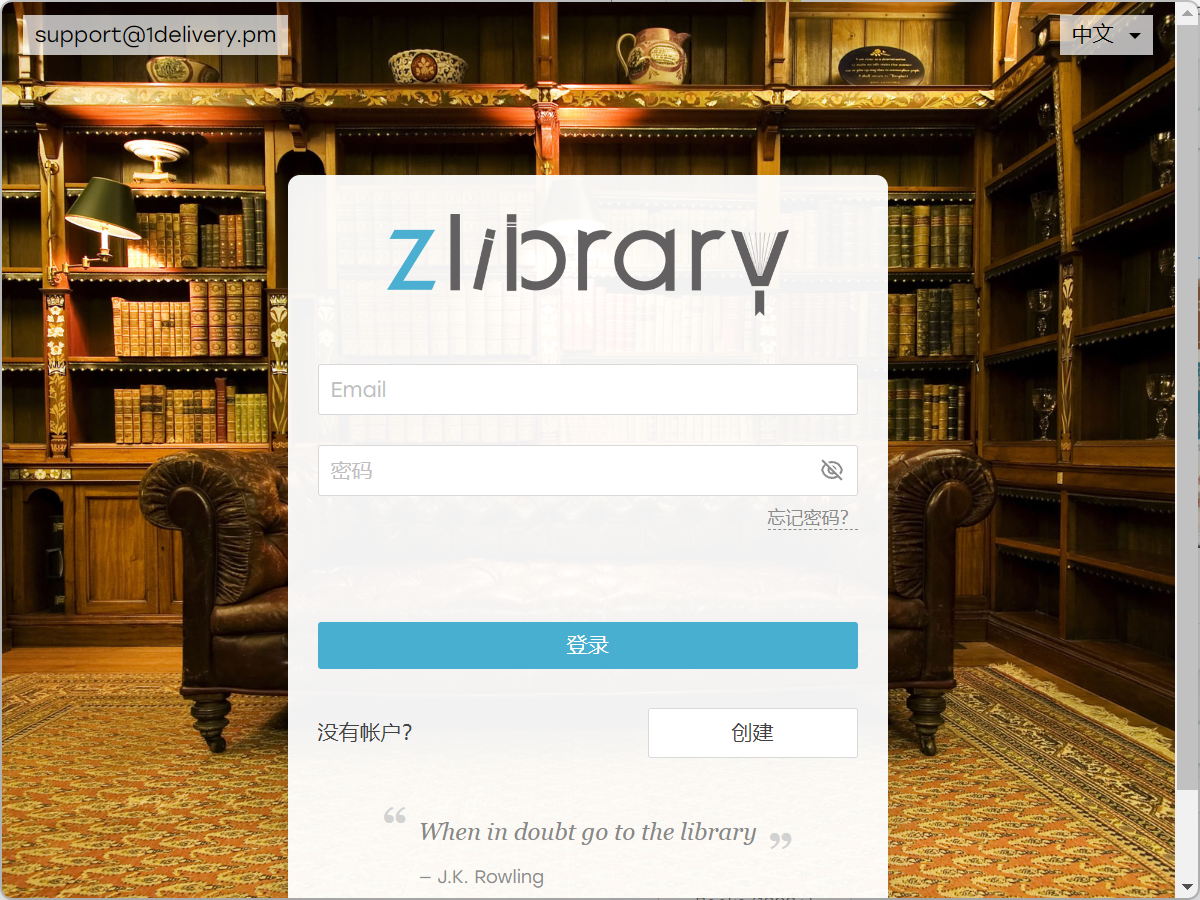 support@1delivery.pm
中文
zlibrary
Email
密码
忘记密码?
登录
没有帐户?
创建
“ When in doubt go to the library ”
– J.K. Rowling